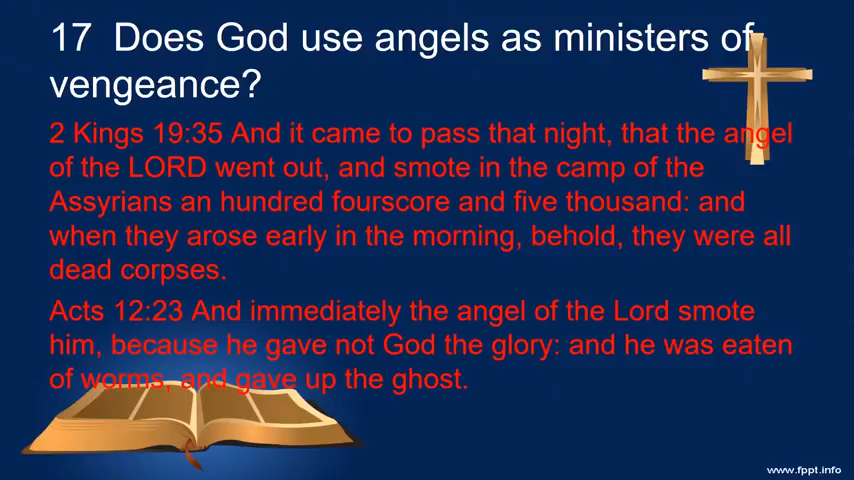 17 Does God use angels as ministers of
vengeance?
2 Kings 19:35 And it came to pass that night, that the angel
of the LORD went out, and smote in the camp of the
Assyrians an hundred fourscore and five thousand: and
when they arose early in the morning, behold, they were all
dead corpses.
Acts 12:23 And immediately the angel of the Lord smote
him, because he gave not God the glory: and he was eaten
of worms, and gave up the ghost.
www.fppt.info